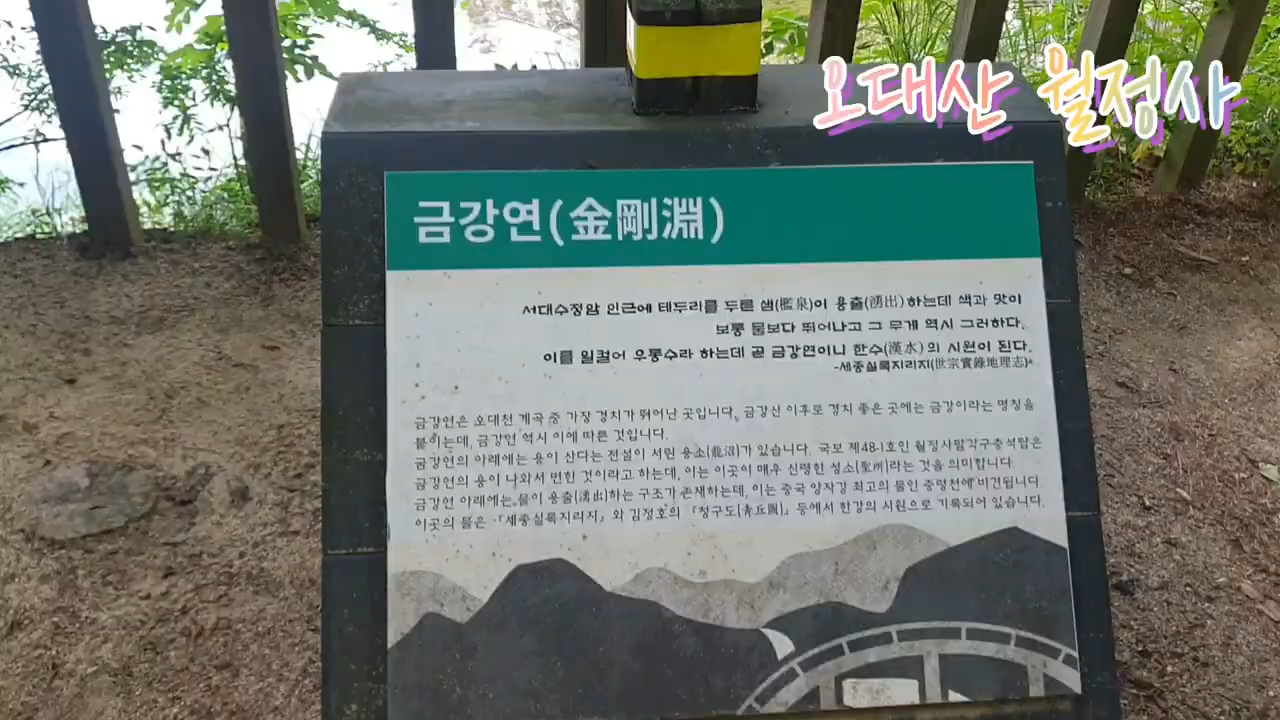 오대산 월정사
금강연(金剛淵)
서대수정암 인근에 테두리를 두른 샘(檻泉)이 용출(湧出)하는데 색과 맛이
보통 물보다 뛰어나고 그 무게 역시 그러하다.
이를 일컬어 우통수라 하는데 곧 금강연이니 한수(漢水)의 시원이 된다.
-세종실록지리지(世宗實錄地理志)-
금강연은 오대천 계곡 중 가장 경치가 뛰어난 곳입니다. 금강산 이후로 경치 좋은 곳에는 금강이라는 명칭을
붙이는데, 금강연 역시 이에 따른 것입니다.
금강연의 아래에는 용이 산다는 전설이 서린 용소(龍沼)가 있습니다. 국보 제48-1호인 월정사팔각구층석탑은
금강연의 용이 나와서 변한 것이라고 하는데, 이는 이곳이 매우 신령한 성소(聖所)라는 것을 의미합니다.
금강연 아래에는 물이 용출(湧出)하는 구조가 존재하는데, 이는 중국 양자강 최고의 물인 중령천에 비견됩니다.
이곳의 물은 『세종실록지리지』와 김정호의 『청구도(靑丘圖)』 등에서 한강의 시원으로 기록되어 있습니다.